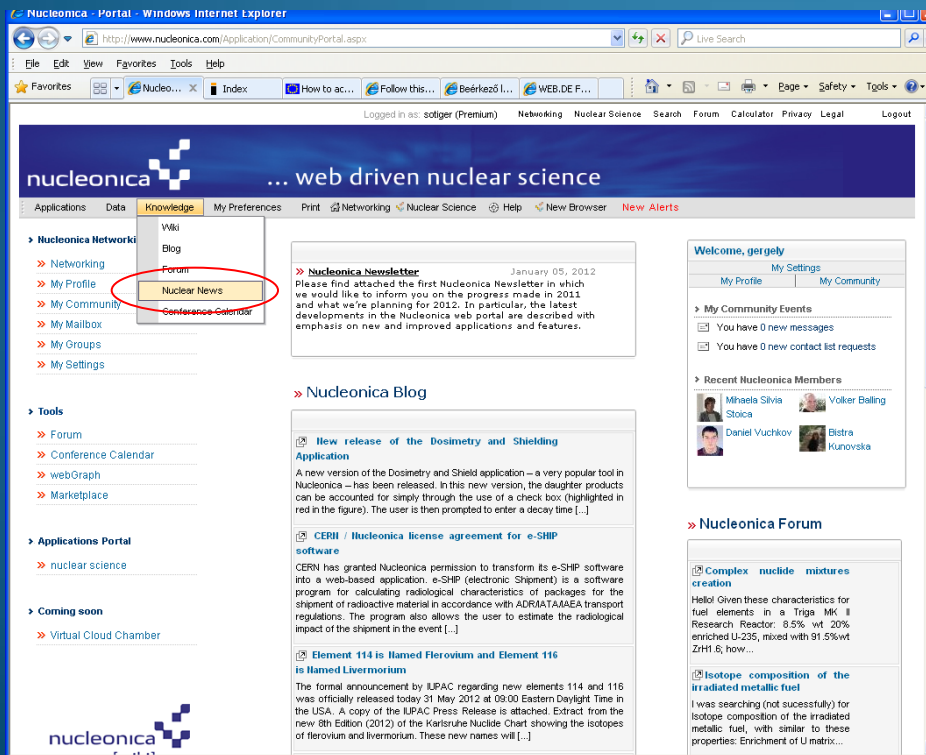 Nucleonica - Portal - Windows Internet Explorer
http://www.nucleonica.com/Application/CommunityPortal.aspx
Live Search
File Edit View Favorites Tools Help
Favorites
Nucleo...
Index
How to ac...
Follow this...
Beérkező l...
WEB.DE F...
Page Safety Tools
Logged in as: sotiger (Premium) Networking Nuclear Science Search Forum Calculator Privacy Legal Logout
nucleonica
... web driven nuclear science
Applications Data Knowledge My Preferences Print Networking Nuclear Science Help New Browser New Alerts
Wiki
Blog
Forum
Nuclear News
Conference Calendar
Nucleonica Networki
Networking
My Profile
My Community
My Mailbox
My Groups
My Settings
Tools
Forum
Conference Calendar
webGraph
Marketplace
Applications Portal
nuclear science
Coming soon
Virtual Cloud Chamber
nucleonica
Nucleonica Newsletter January 05, 2012
Please find attached the first Nucleonica Newsletter in which
we would like to inform you on the progress made in 2011
and what we're planning for 2012. In particular, the latest
developments in the Nucleonica web portal are described with
emphasis on new and improved applications and features.
Nucleonica Blog
New release of the Dosimetry and Shielding
Application
A new version of the Dosimetry and Shield application – a very popular tool in
Nucleonica – has been released. In this new version, the daughter products
can be accounted for simply through the use of a check box (highlighted in
red in the figure). The user is then prompted to enter a decay time [...]
CERN / Nucleonica license agreement for e-SHIP
software
CERN has granted Nucleonica permission to transform its e-SHIP software
into a web-based application. e-SHIP (electronic Shipment) is a software
program for calculating radiological characteristics of packages for the
shipment of radioactive material in accordance with ADR/IATA/IAEA transport
regulations. The program also allows the user to estimate the radiological
impact of the shipment in the event [...]
Element 114 is Named Flerovium and Element 116
is Named Livermorium
The formal announcement by IUPAC regarding new elements 114 and 116
was officially released today 31 May 2012 at 09:00 Eastern Daylight Time in
the USA. A copy of the IUPAC Press Release is attached. Extract from the
new 8th Edition (2012) of the Karlsruhe Nuclide Chart showing the isotopes
of flerovium and livermorium. These new names will [...]
Welcome, gergely
My Settings
My Profile My Community
My Community Events
You have 0 new messages
You have 0 new contact list requests
Recent Nucleonica Members
Mihaela Silvia
Stoica
Volker Balling
Daniel Vuchkov
Bistra
Kunovska
Nucleonica Forum
Complex nuclide mixtures
creation
Hello! Given these characteristics for
fuel elements in a Triga MK II
Research Reactor: 8.5% wt 20%
enriched U-235, mixed with 91.5%wt
ZrH1.6; how...
Isotope composition of the
irradiated metallic fuel
I was searching (not sucessfully) for
Isotope composition of the irradiated
metallic fuel, with similar to these
properties: Enrichment of U matrix...